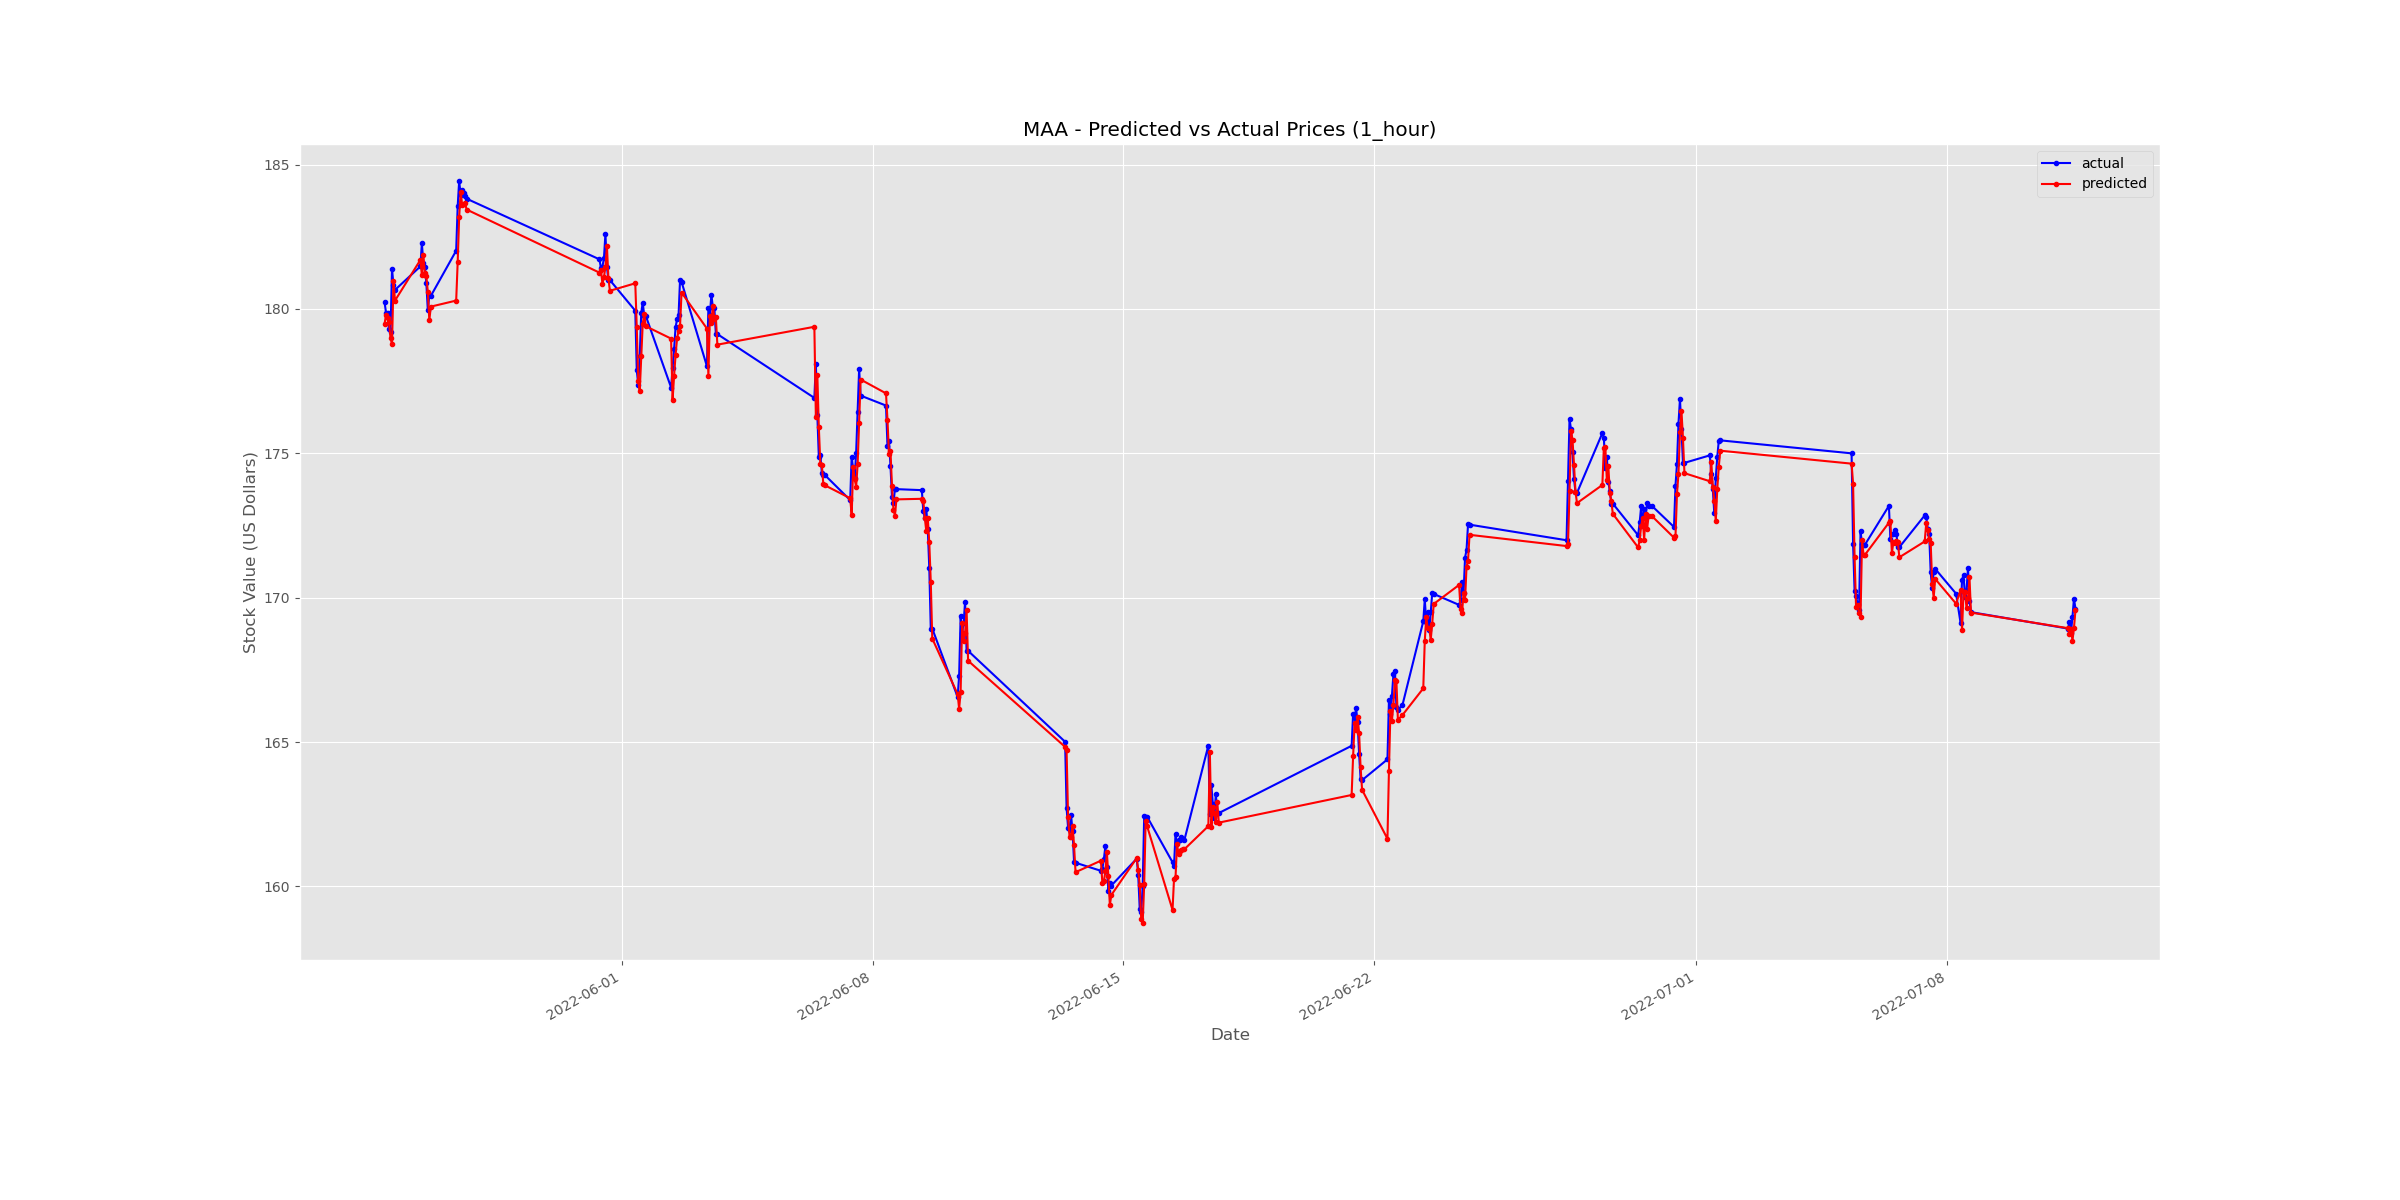 MAA - Predicted vs Actual Prices (1_hour)
actual
predicted
185
180
175
170
165
160
Stock Value (US Dollars)
2022-06-01
2022-06-08
2022-06-15
2022-06-22
2022-07-01
2022-07-08
Date